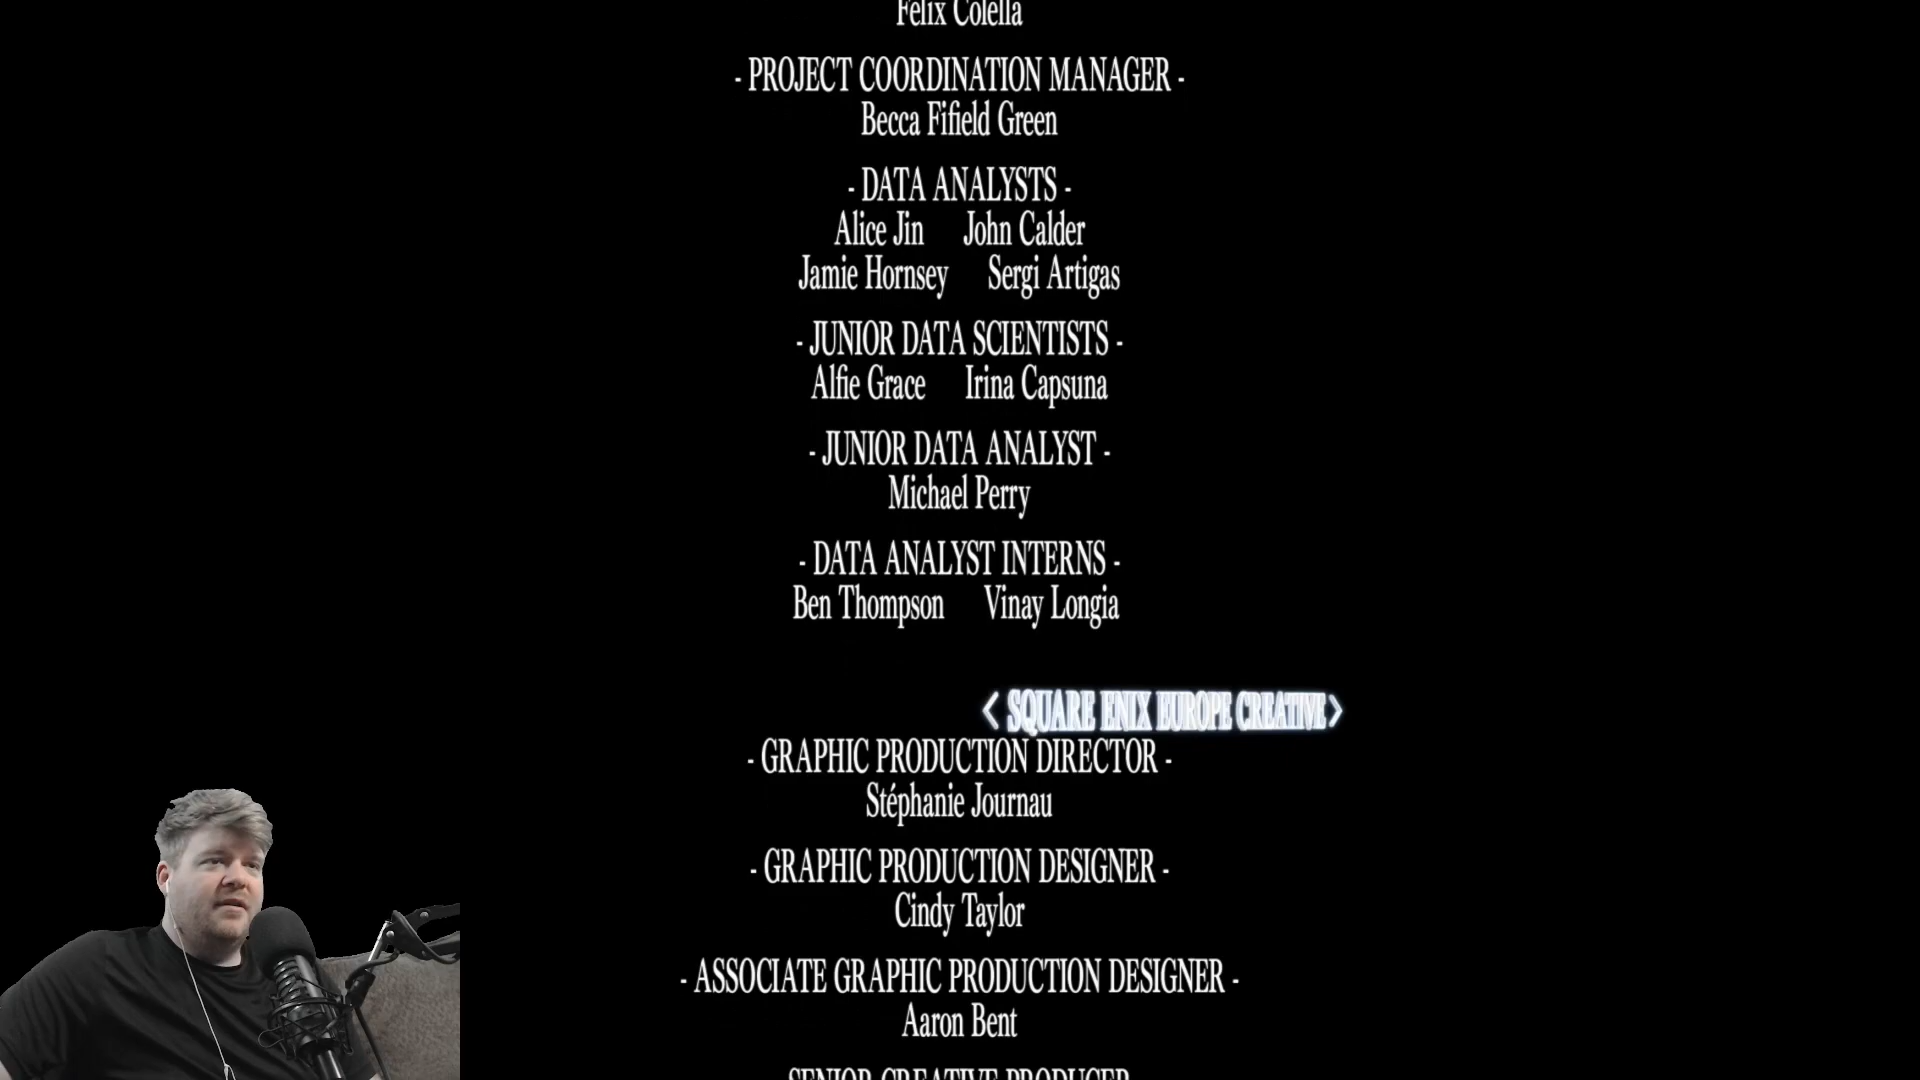 Felix Colella
- PROJECT COORDINATION MANAGER -
Becca Fifield Green
- DATA ANALYSTS -
Alice Jin John Calder
Jamie Hornsey Sergi Artigas
- JUNIOR DATA SCIENTISTS -
Alfie Grace Irina Capsuna
- JUNIOR DATA ANALYST -
Michael Perry
- DATA ANALYST INTERNS -
Ben Thompson Vinay Longia
< SQUARE ENIX EUROPE CREATIVE>
- GRAPHIC PRODUCTION DIRECTOR -
Stéphanie Journau
- GRAPHIC PRODUCTION DESIGNER -
Cindy Taylor
- ASSOCIATE GRAPHIC PRODUCTION DESIGNER -
Aaron Bent
SENIOR CREATIVE PRODUCER